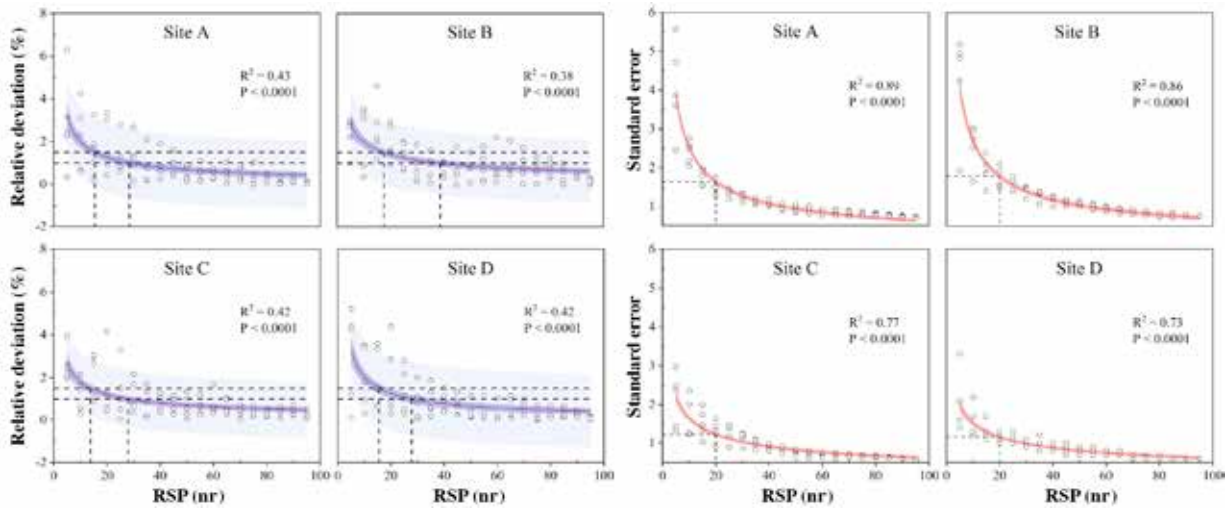 Relative deviation (%)
8
6
4
2
0
-2
Site A
R² = 0.43
P < 0.0001
Site B
R² = 0.38
P < 0.0001
Standard error
6
5
4
3
2
1
Site A
R² = 0.89
P < 0.0001
Site B
R² = 0.86
P < 0.0001
Relative deviation (%)
8
6
4
2
0
-2
Site C
R² = 0.42
P < 0.0001
Site D
R² = 0.42
P < 0.0001
Standard error
6
5
4
3
2
1
Site C
R² = 0.77
P < 0.0001
Site D
R² = 0.73
P < 0.0001
0 20 40 60 80 100
20 40 60 80 100
0 20 40 60 80 100
20 40 60 80 100
RSP (nr)
RSP (nr)
RSP (nr)
RSP (nr)